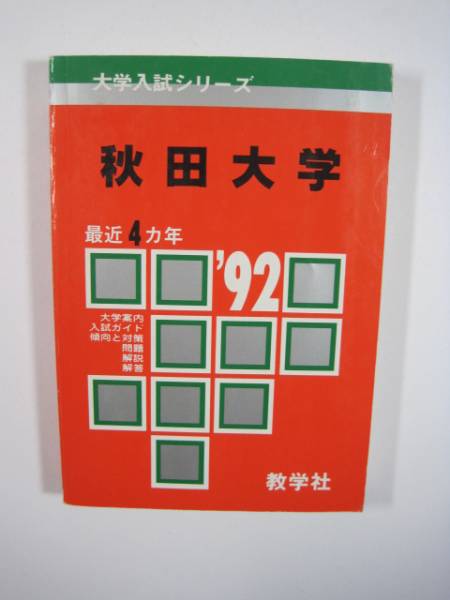 大学入試シリーズ
秋田大学
最近4カ年
'92
大学案内
入試ガイド
傾向と対策
問題
解説
解答
教学社